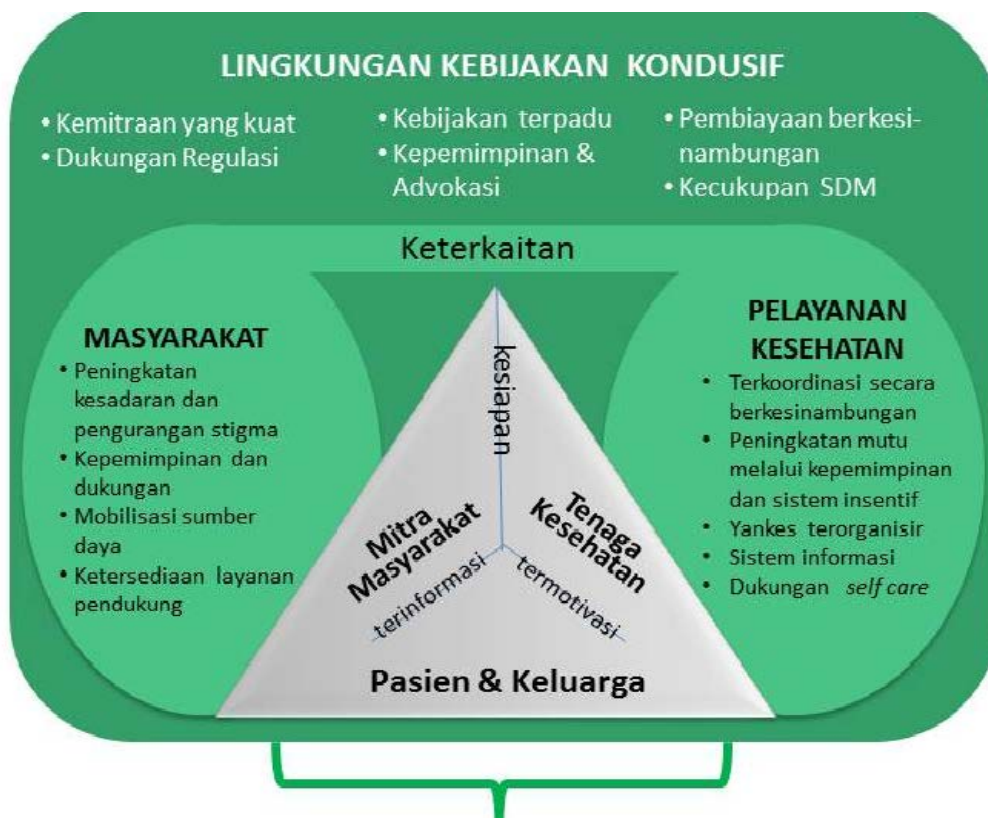 LINGKUNGAN KEBIJAKAN KONDUSIF
• Kemitraan yang kuat
• Dukungan Regulasi
• Kebijakan terpadu
• Kepemimpinan &
Advokasi
• Pembiayaan berkesi-
nambungan
• Kecukupan SDM
Keterkaitan
MASYARAKAT
• Peningkatan
kesadaran dan
pengurangan stigma
• Kepemimpinan dan
dukungan
• Mobilisasi sumber
daya
• Ketersediaan layanan
pendukung
kesiapan
Mitra
Masyarakat
terinformasi
Tenaga
Kesehatan
termotivasi
Pasien & Keluarga
PELAYANAN
KESEHATAN
• Terkoordinasi secara
berkesinambungan
• Peningkatan mutu
melalui kepemimpinan
dan sistem insentif
• Yankes terorganisir
• Sistem informasi
• Dukungan self care